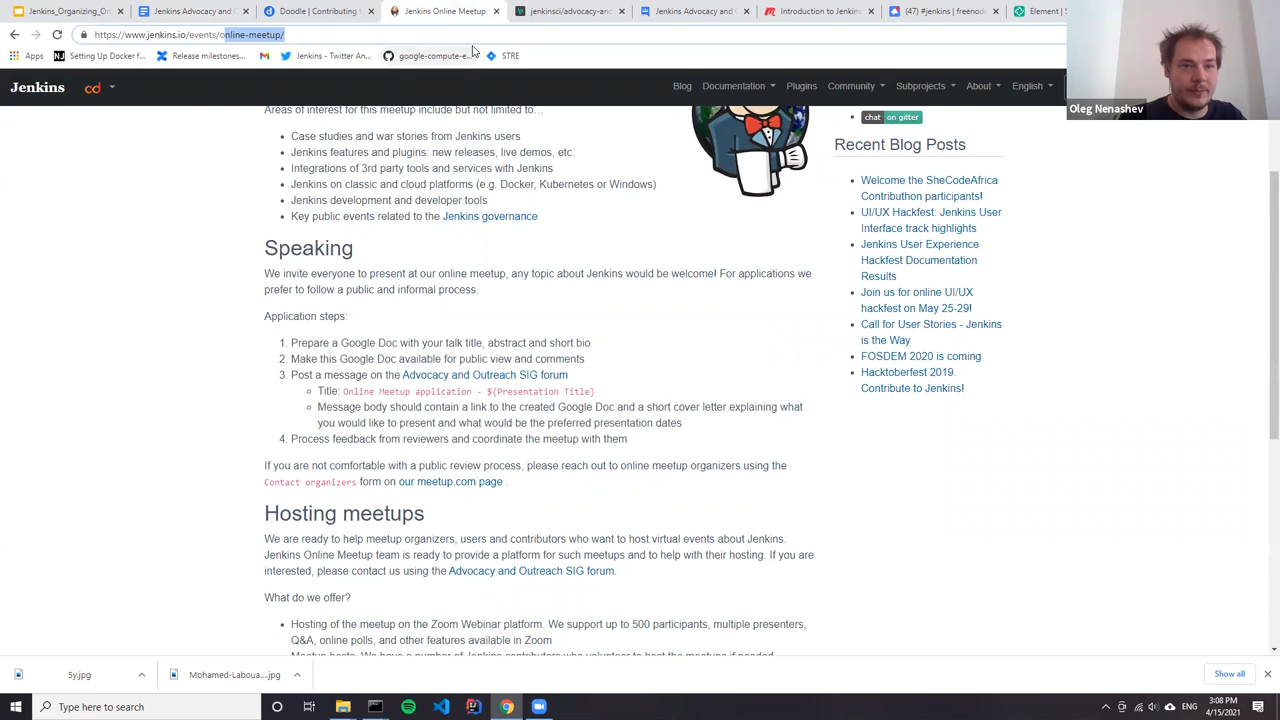 Doodle_Contributing_On
Jenkins Advocacy and C
Doodle | Contributing t
Jenkins Online Meetup
jenkinsci/advocacy-and-
Jenkins Advocacy and C
Introduction to Jenkins
(47) #jenkins | freenod
Element | S
https://www.jenkins.io/events/online-meetup/
Apps
Setting Up Docker f...
Release milestones...
Jenkins - Twitter An...
google-compute-e...
STRE
Oleg Nenashev
Jenkins
cd
Blog
Documentation
Plugins
Community
Subprojects
About
English
Areas of interest for this meetup include but not limited to…
Case studies and war stories from Jenkins users
Jenkins features and plugins: new releases, live demos, etc.
Integrations of 3rd party tools and services with Jenkins
Jenkins on classic and cloud platforms (e.g. Docker, Kubernetes or Windows)
Jenkins development and developer tools
Key public events related to the Jenkins governance
Speaking
We invite everyone to present at our online meetup, any topic about Jenkins would be welcome! For applications we
prefer to follow a public and informal process.
Application steps:
1. Prepare a Google Doc with your talk title, abstract and short bio
2. Make this Google Doc available for public view and comments
3. Post a message on the Advocacy and Outreach SIG forum
Title: Online Meetup application - ${Presentation Title}
Message body should contain a link to the created Google Doc and a short cover letter explaining what
you would like to present and what would be the preferred presentation dates
4. Process feedback from reviewers and coordinate the meetup with them
If you are not comfortable with a public review process, please reach out to online meetup organizers using the
Contact organizers form on our meetup.com page .
Hosting meetups
We are ready to help meetup organizers, users and contributors who want to host virtual events about Jenkins.
Jenkins Online Meetup team is ready to provide a platform for such meetups and to help with their hosting. If you are
interested, please contact us using the Advocacy and Outreach SIG forum.
What do we offer?
Hosting of the meetup on the Zoom Webinar platform. We support up to 500 participants, multiple presenters,
Q&A, online polls, and other features available in Zoom
Meetup hosts. We have a number of Jenkins contributors who volunteer to host the meetups if needed
chat on gitter
Recent Blog Posts
Welcome the SheCodeAfrica
Contributhon participants!
UI/UX Hackfest: Jenkins User
Interface track highlights
Jenkins User Experience
Hackfest Documentation
Results
Join us for online UI/UX
hackfest on May 25-29!
Call for User Stories - Jenkins
is the Way
FOSDEM 2020 is coming
Hacktoberfest 2019.
Contribute to Jenkins!
5y.jpg
Mohamed-Laboua....jpg
Show all
Type here to search
ENG
3:08 PM
4/15/2021